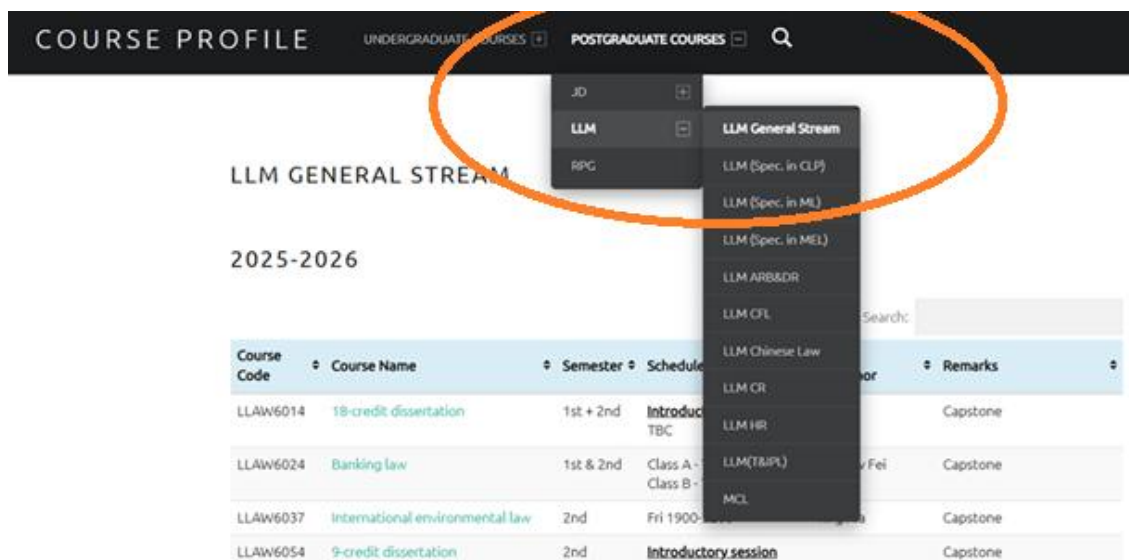 COURSE PROFILE UNDERGRADUATE COURSES POSTGRADUATE COURSES
JD
LLM LLM General Stream
RPG LLM (Spec. in CLP)
LLM GENERAL STREAM
LLM (Spec. in ML)
LLM (Spec. in MEL)
2025-2026
LLM ARB&DR
LLM CFL Search:
LLM Chinese Law
Course Code Course Name Semester Schedule Remarks
LLM CR
LLAW6014 18-credit dissertation 1st + 2nd Capstone
TBC
LLM HR
LLAW6024 Banking law 1st & 2nd Class A - Fei Capstone
Class B -
LLM(T&IPL)
MCL
LLAW6037 International environmental law 2nd Fri 1900- Capstone
LLAW6054 9-credit dissertation 2nd Introductory session Capstone